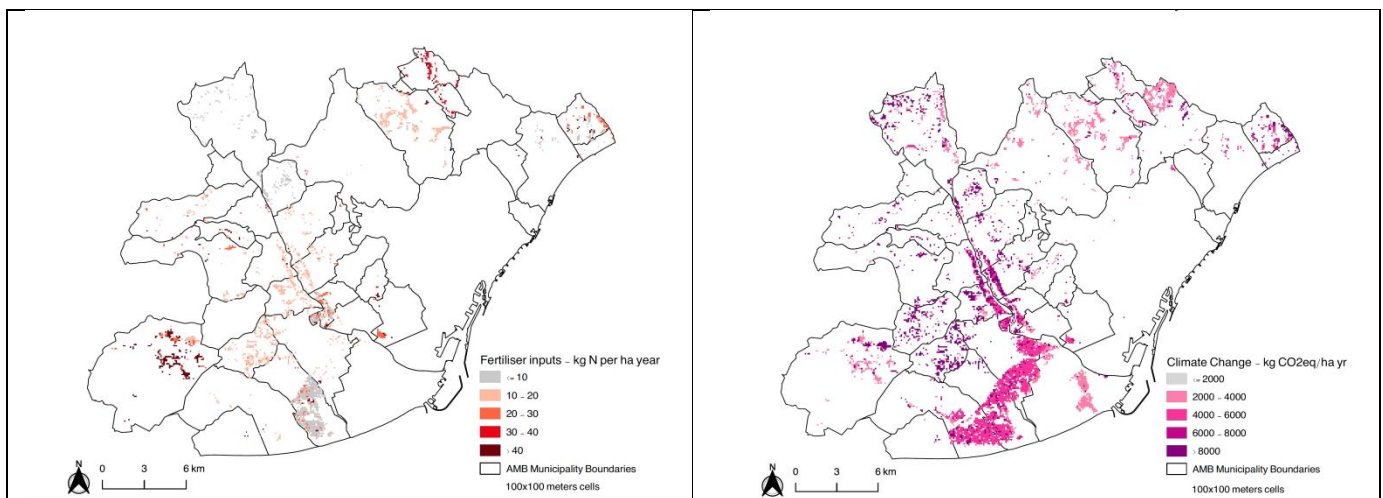 Fertiliser inputs – kg N per ha year
<= 10
10 – 20
20 – 30
30 – 40
> 40
AMB Municipality Boundaries
100x100 meters cells
N
0 3 6 km
Climate Change – kg CO2eq/ha yr
<= 2000
2000 – 4000
4000 – 6000
6000 – 8000
> 8000
AMB Municipality Boundaries
100x100 meters cells
N
0 3 6 km